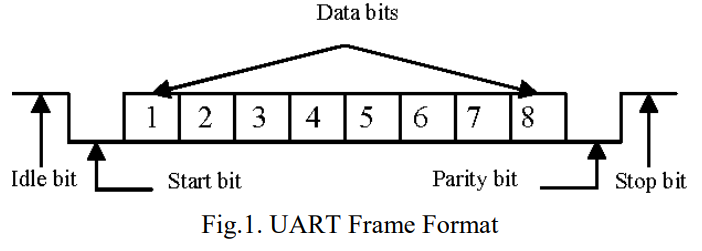 Data bits
1 2 3 4 5 6 7 8
Idle bit Start bit Parity bit Stop bit
Fig.1. UART Frame Format